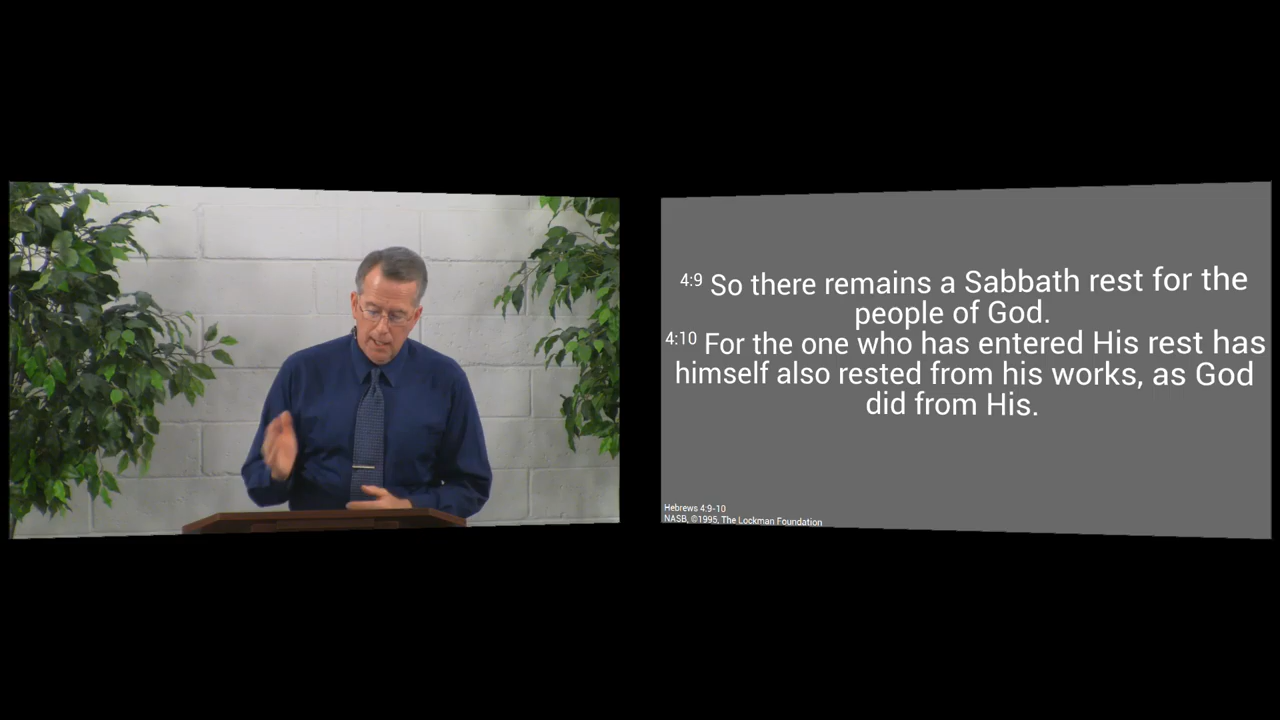 4:9 So there remains a Sabbath rest for the
people of God.
4:10 For the one who has entered His rest has
himself also rested from his works, as God
did from His.
Hebrews 4:9-10
NASB, ©1995, The Lockman Foundation